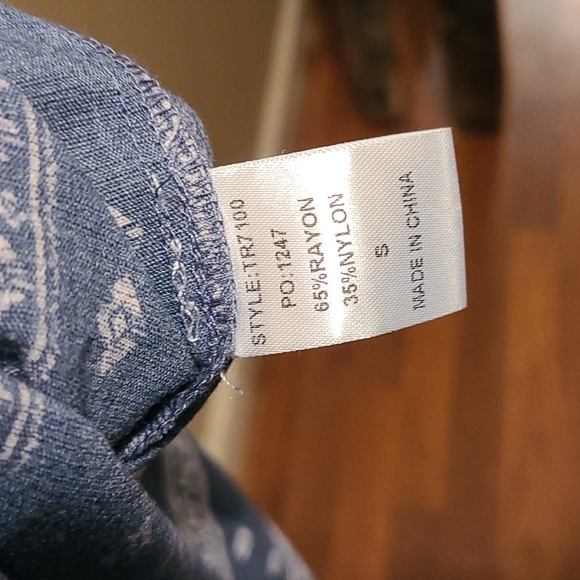 STYLE:TR7100
PO:1247
65%RAYON
35%NYLON
S
MADE IN CHINA